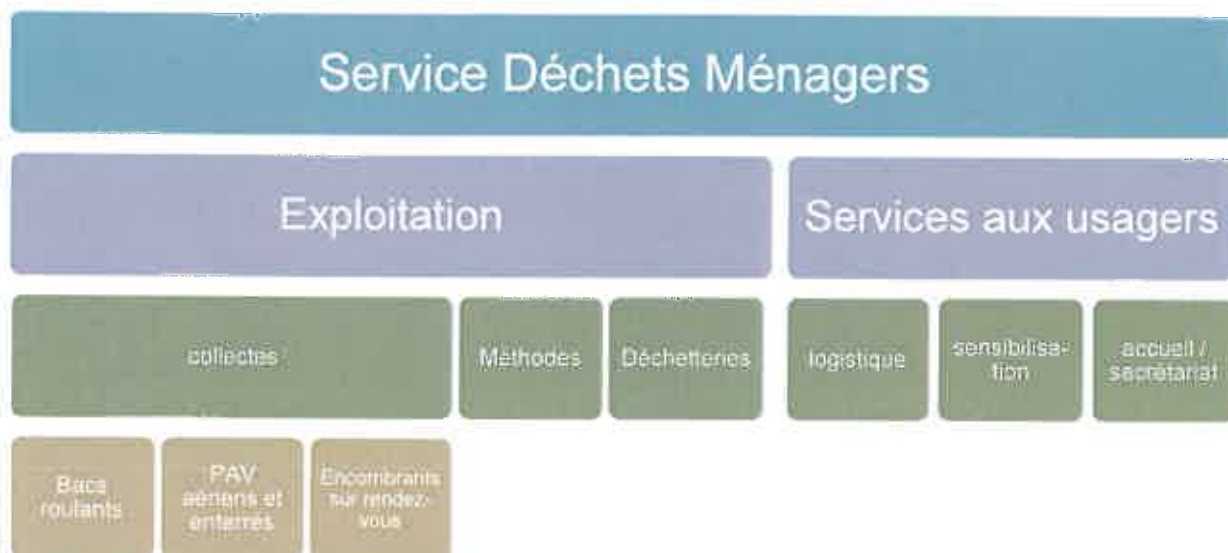 Service Déchets Ménagers
Exploitation
Services aux usagers
collectes
Méthodes
Déchetteries
logistique
sensibilisa-
tion
accueil /
secrétariat
Bacs
roulants
PAV
aériens et
enterrés
Encombrants
sur rendez-
vous